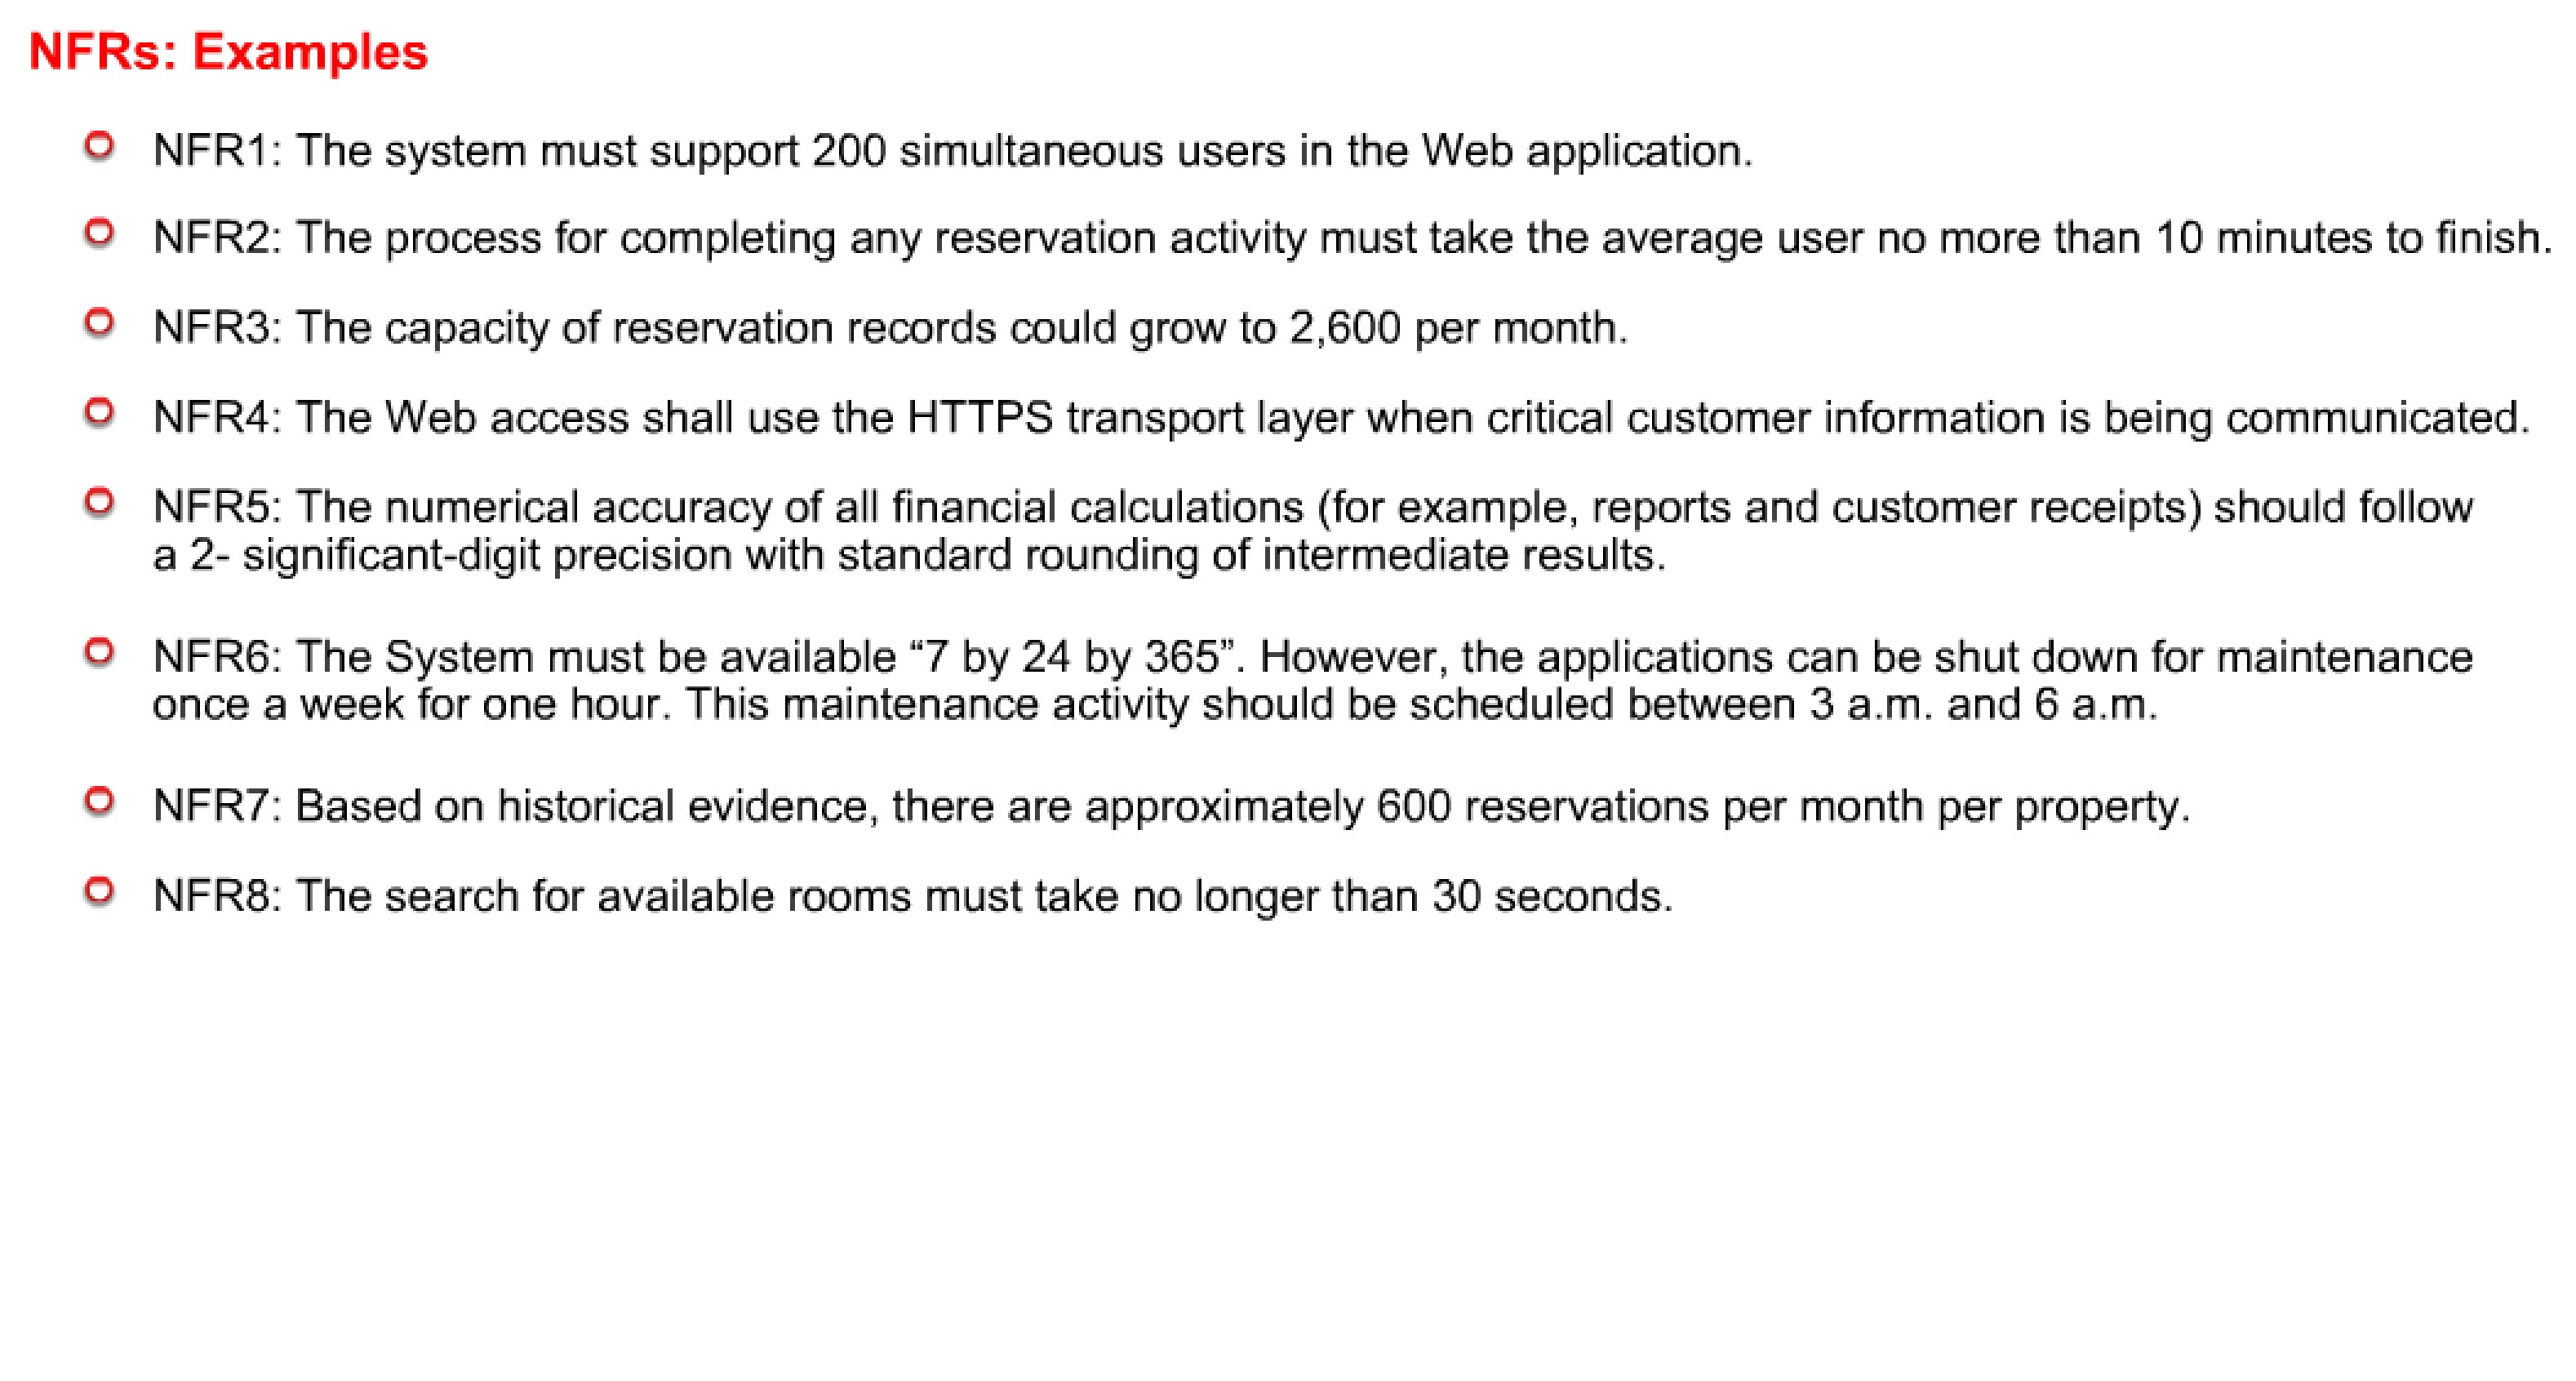 NFRs: Examples
NFR1: The system must support 200 simultaneous users in the Web application.
NFR2: The process for completing any reservation activity must take the average user no more than 10 minutes to finish.
NFR3: The capacity of reservation records could grow to 2,600 per month.
NFR4: The Web access shall use the HTTPS transport layer when critical customer information is being communicated.
NFR5: The numerical accuracy of all financial calculations (for example, reports and customer receipts) should follow
a 2- significant-digit precision with standard rounding of intermediate results.
NFR6: The System must be available “7 by 24 by 365”. However, the applications can be shut down for maintenance
once a week for one hour. This maintenance activity should be scheduled between 3 a.m. and 6 a.m.
NFR7: Based on historical evidence, there are approximately 600 reservations per month per property.
NFR8: The search for available rooms must take no longer than 30 seconds.